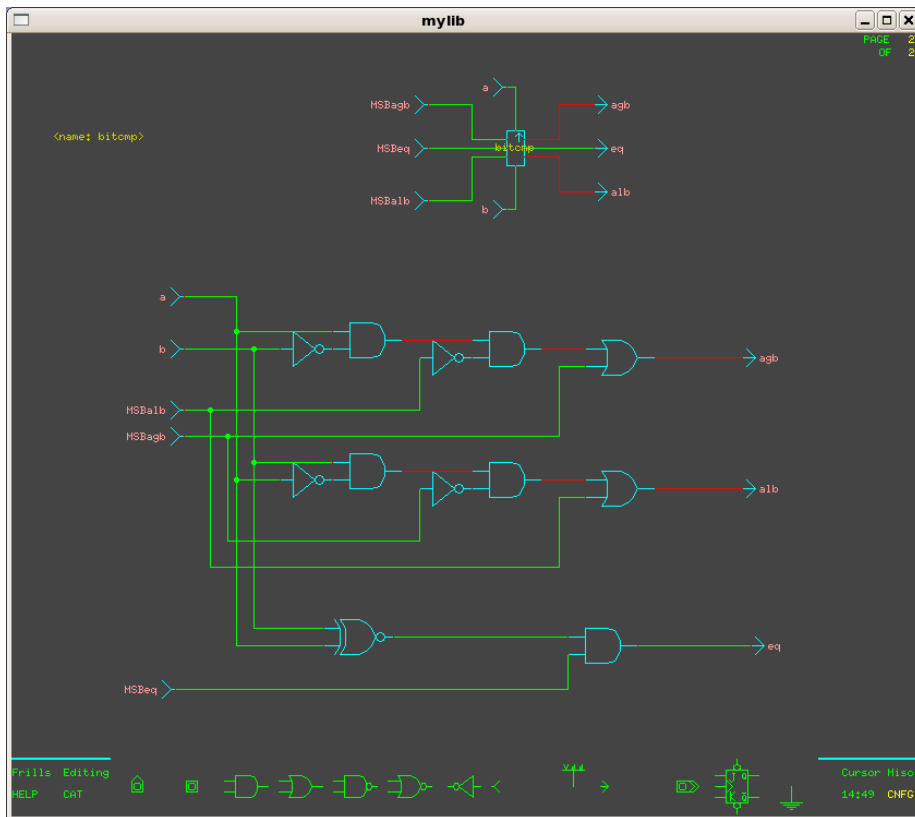 mylib
PAGE 2
OF 2
a
MSBagb
agb
<name: bitcmp>
MSBeq
bitcmp
eq
MSBalb
alb
b
a
b
agb
MSBalb
MSBagb
alb
eq
MSBeq
Frills Editing
Cursor Misc
HELP CAT
14:49 CNFG
Vdd
J Q
K Q